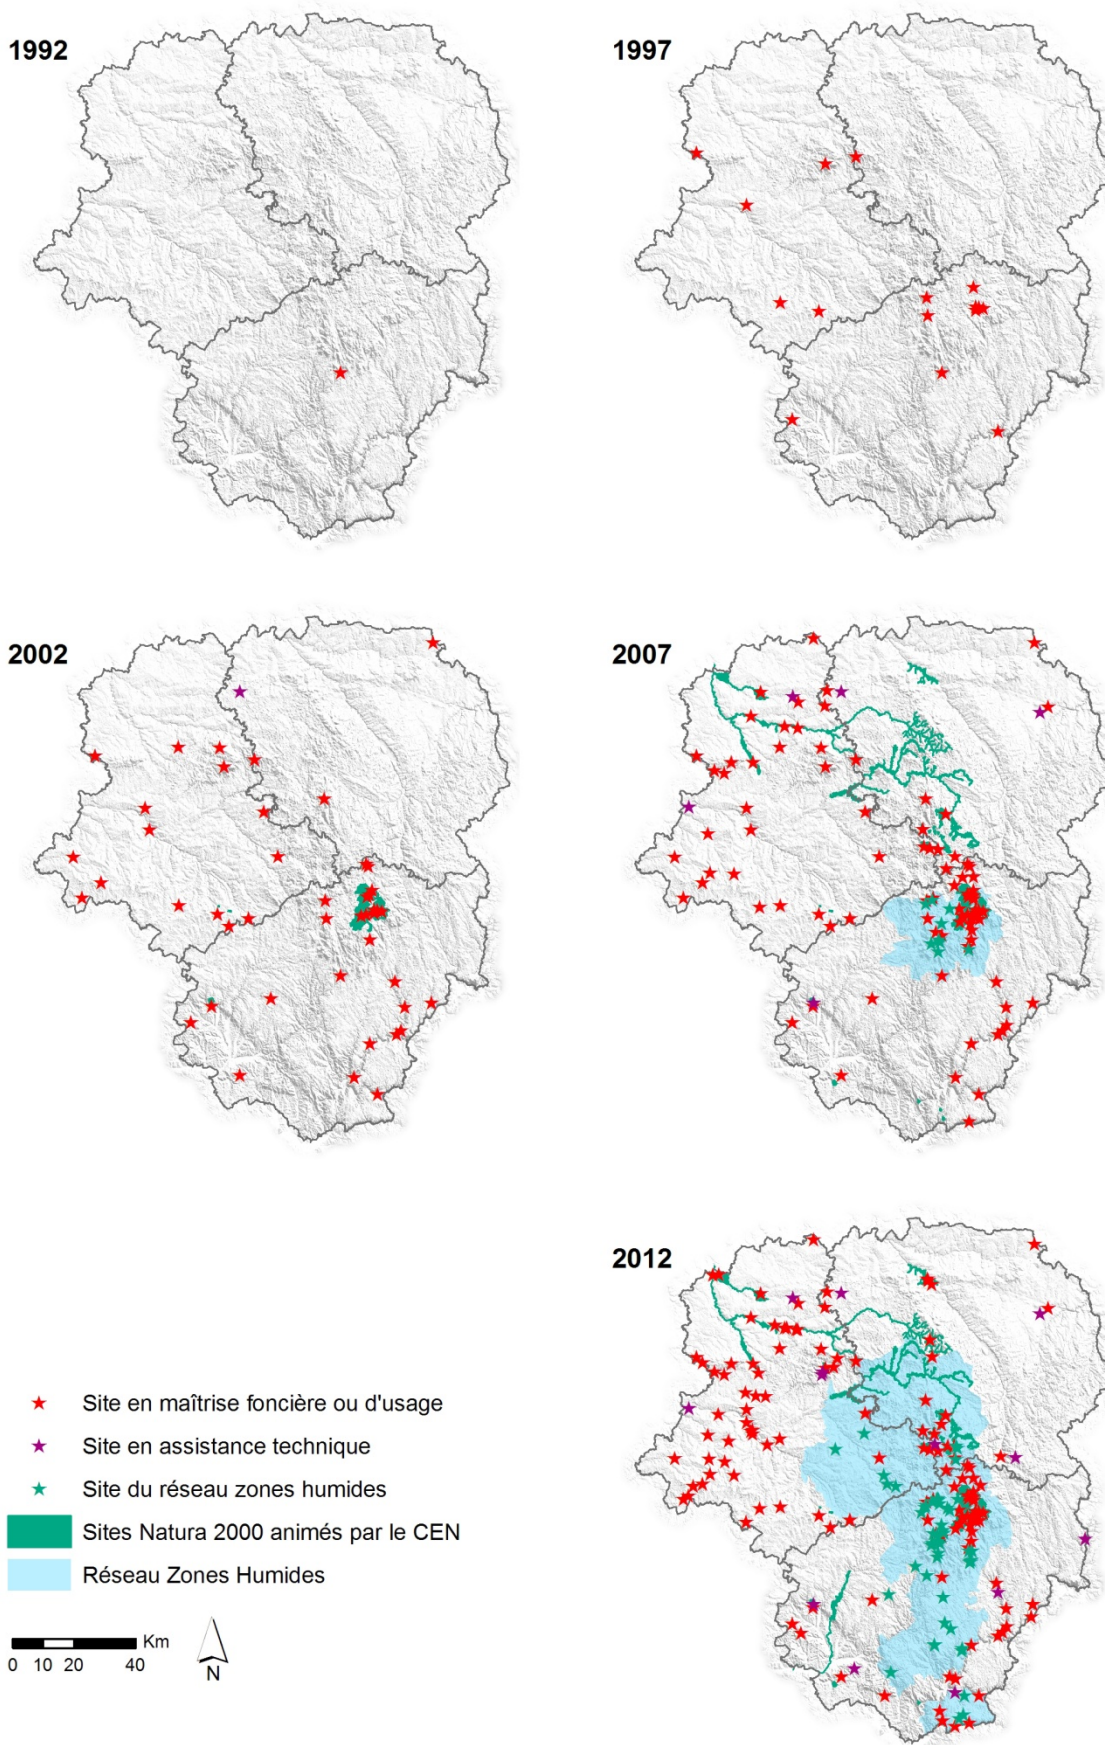 1992
1997
2002
2007
2012
Site en maîtrise foncière ou d'usage
Site en assistance technique
Site du réseau zones humides
Sites Natura 2000 animés par le CEN
Réseau Zones Humides
Km
0 10 20 40
N